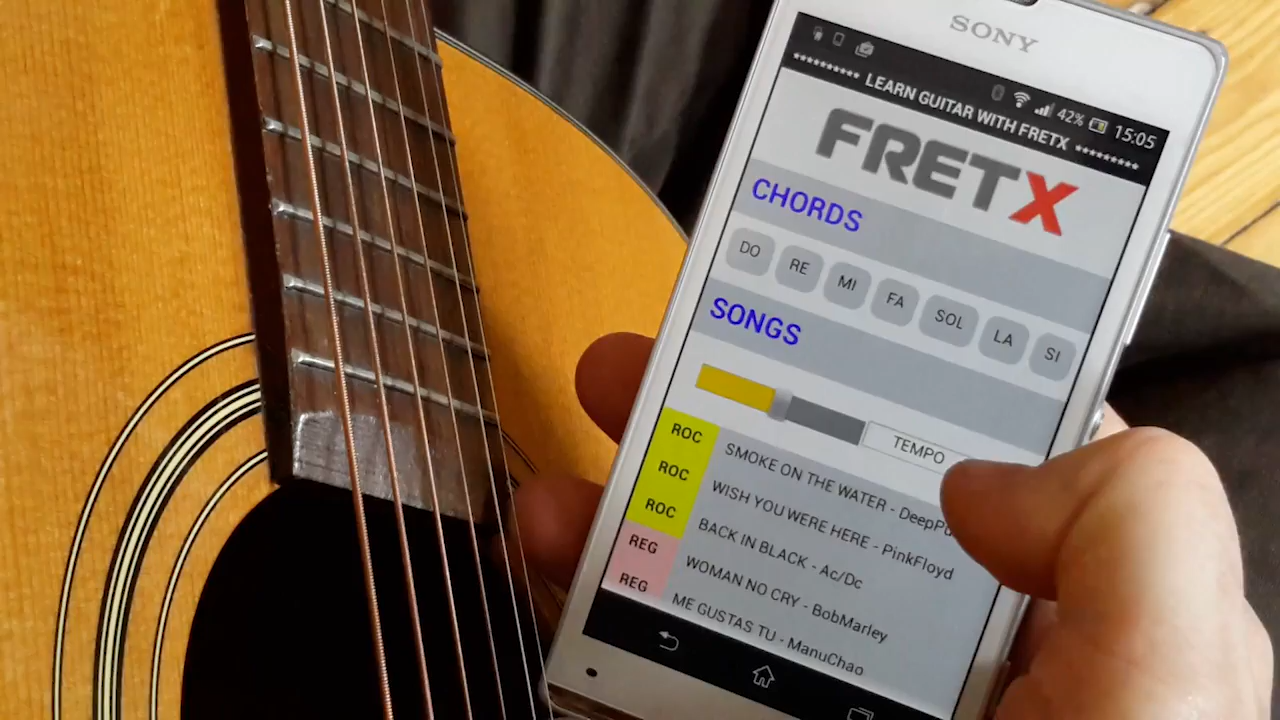 SONY
42% 15:05
********** LEARN GUITAR WITH FRETX *********
FRETX
CHORDS
DO RE MI FA SOL LA SI
SONGS
TEMPO
ROC SMOKE ON THE WATER - DeepPu
ROC WISH YOU WERE HERE - PinkFloyd
ROC BACK IN BLACK - Ac/Dc
REG WOMAN NO CRY - BobMarley
REG ME GUSTAS TU - ManuChao